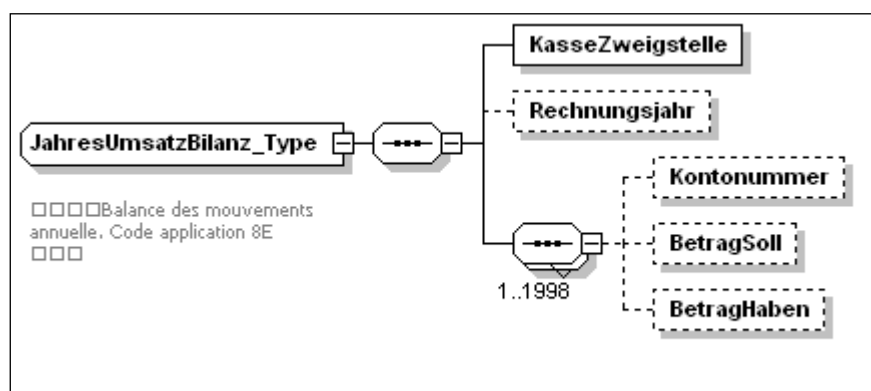 KasseZweigstelle
Rechnungsjahr
JahresUmsatzBilanz_Type
Kontonummer
□□□□Balance des mouvements
annuelle. Code application 8E
□□□
BetragSoll
1..1998
BetragHaben